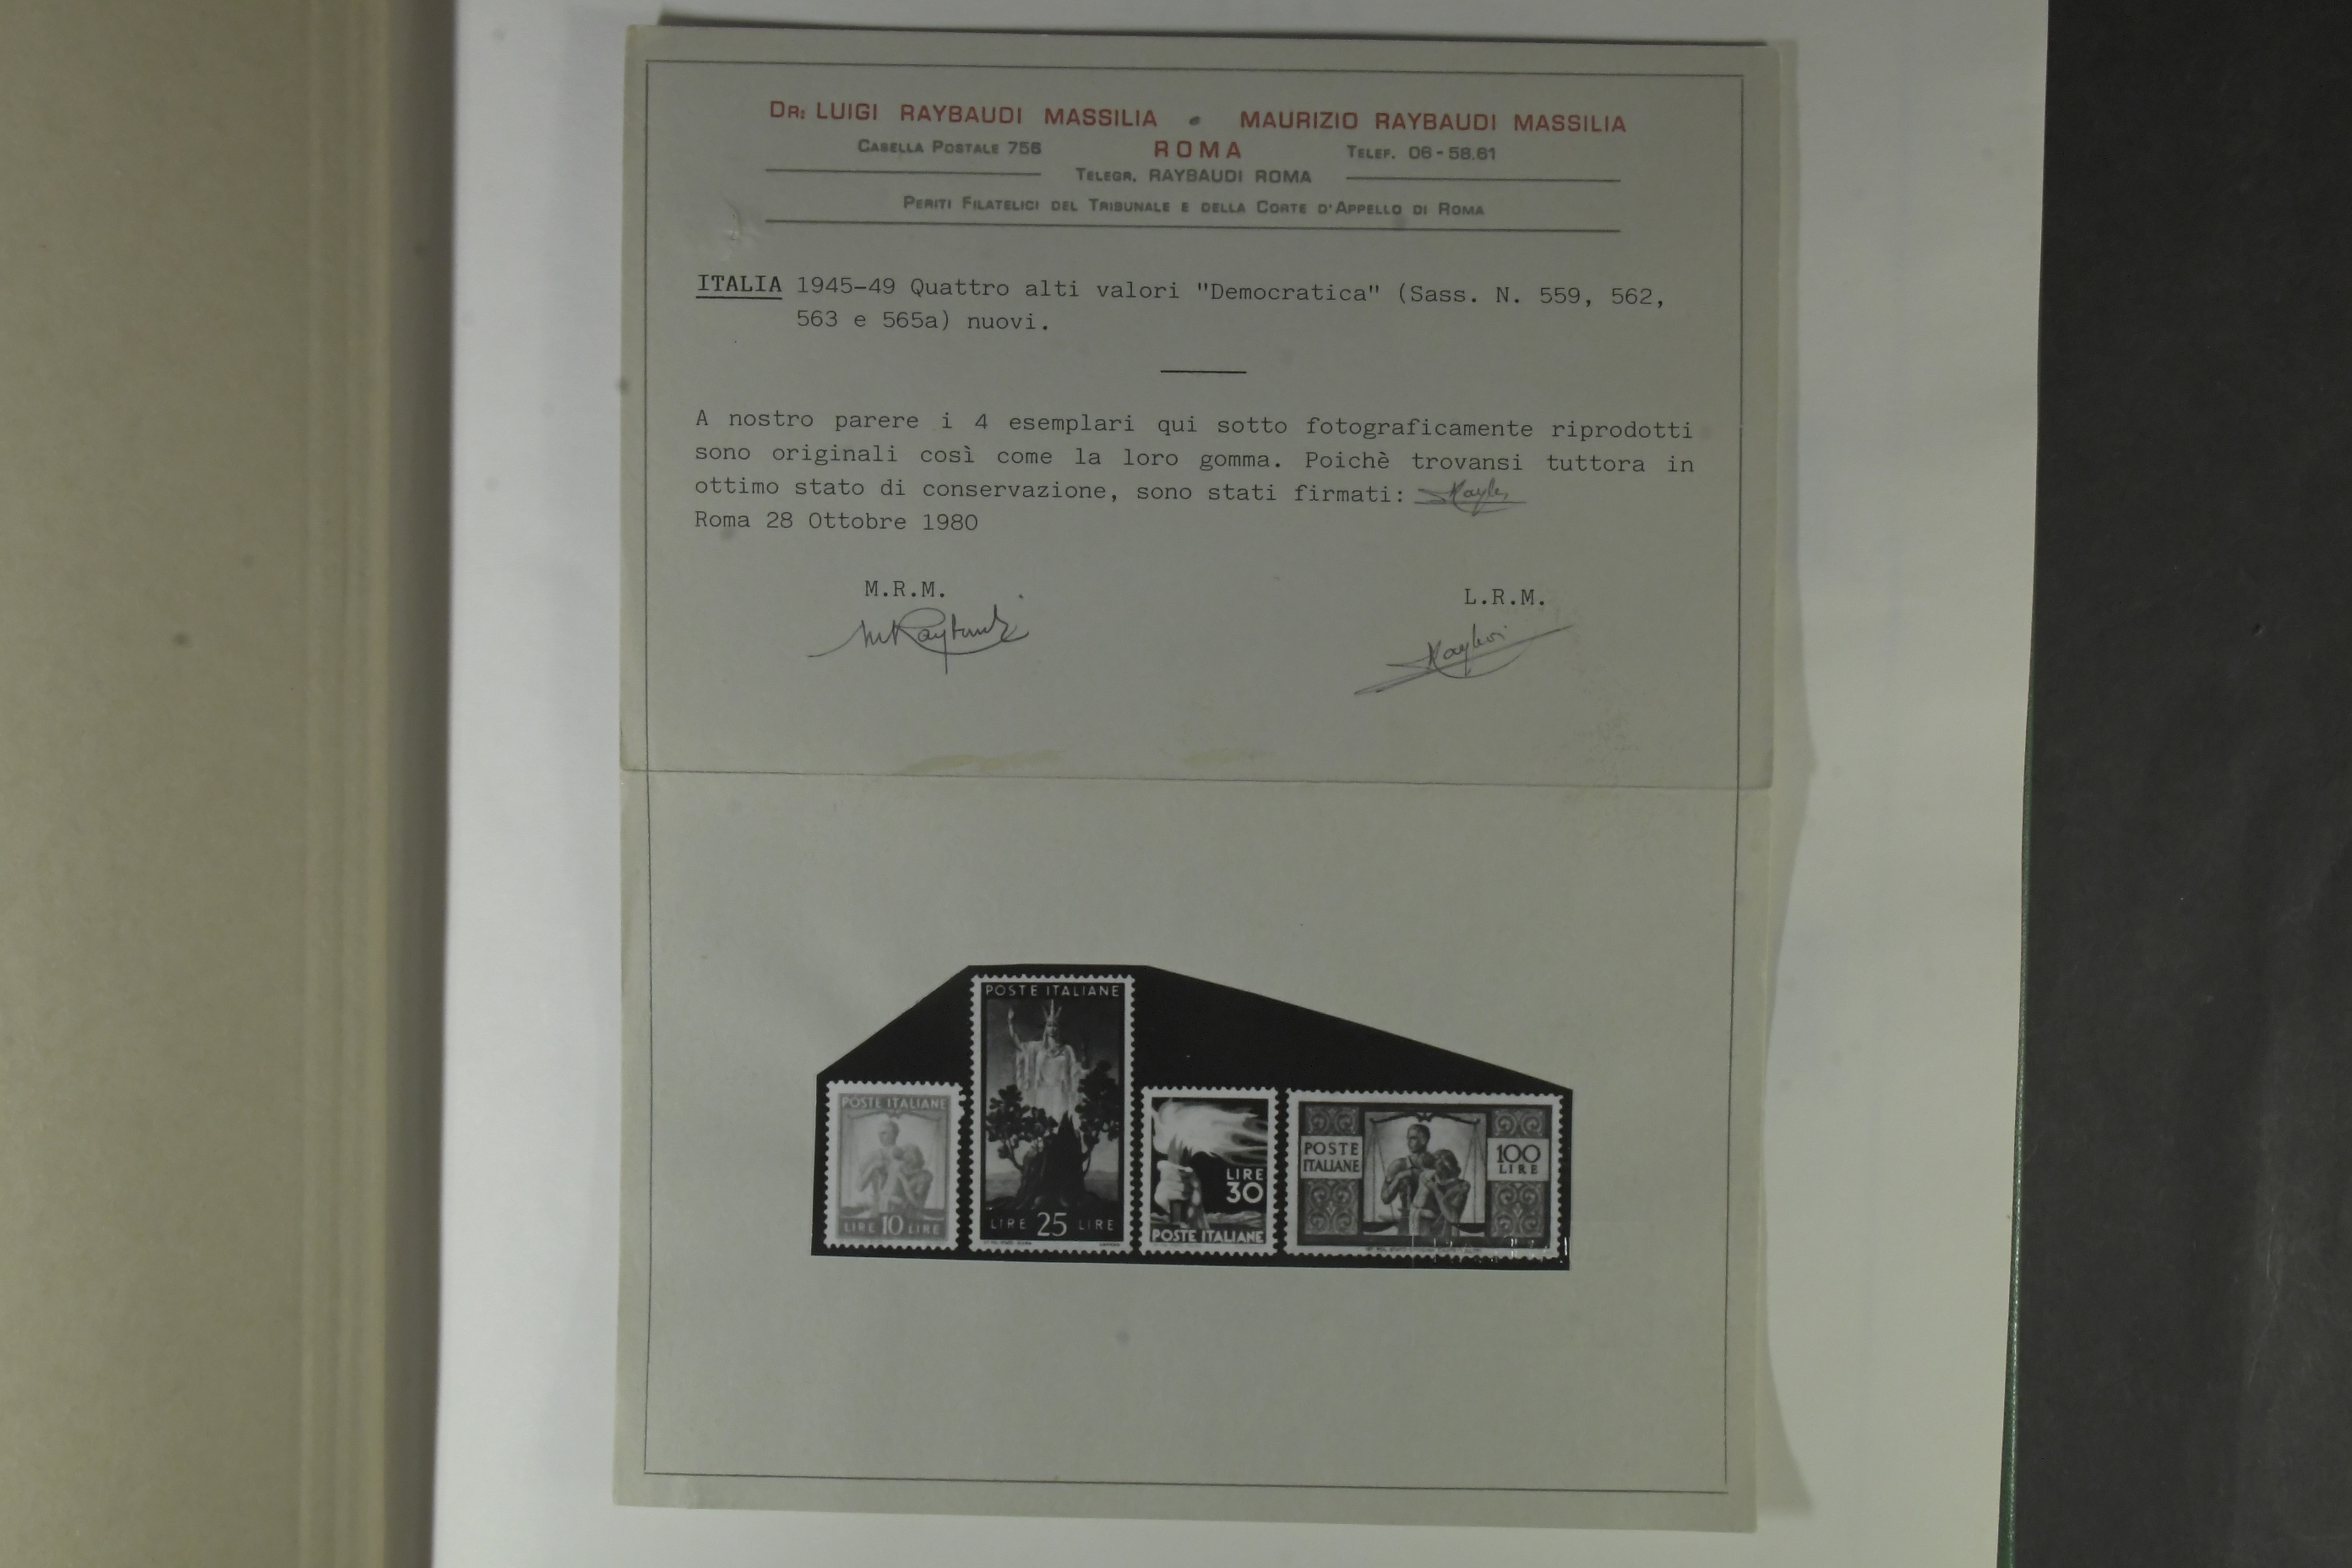 Dr: LUIGI RAYBAUDI MASSILIA • MAURIZIO RAYBAUDI MASSILIA
Casella Postale 756 ROMA Telef. 06-58.61
Telegr. RAYBAUDI ROMA
Periti Filatelici del Tribunale e della Corte d'Appello di Roma
ITALIA 1945-49 Quattro alti valori "Democratica" (Sass. N. 559, 562,
563 e 565a) nuovi.
A nostro parere i 4 esemplari qui sotto fotograficamente riprodotti
sono originali così come la loro gomma. Poichè trovansi tuttora in
ottimo stato di conservazione, sono stati firmati:
Roma 28 Ottobre 1980
M.R.M. L.R.M.
POSTE ITALIANE
LIRE 10 LIRE
POSTE ITALIANE
LIRE 25 LIRE
LIRE
30
POSTE ITALIANE
POSTE
ITALIANE
100
LIRE